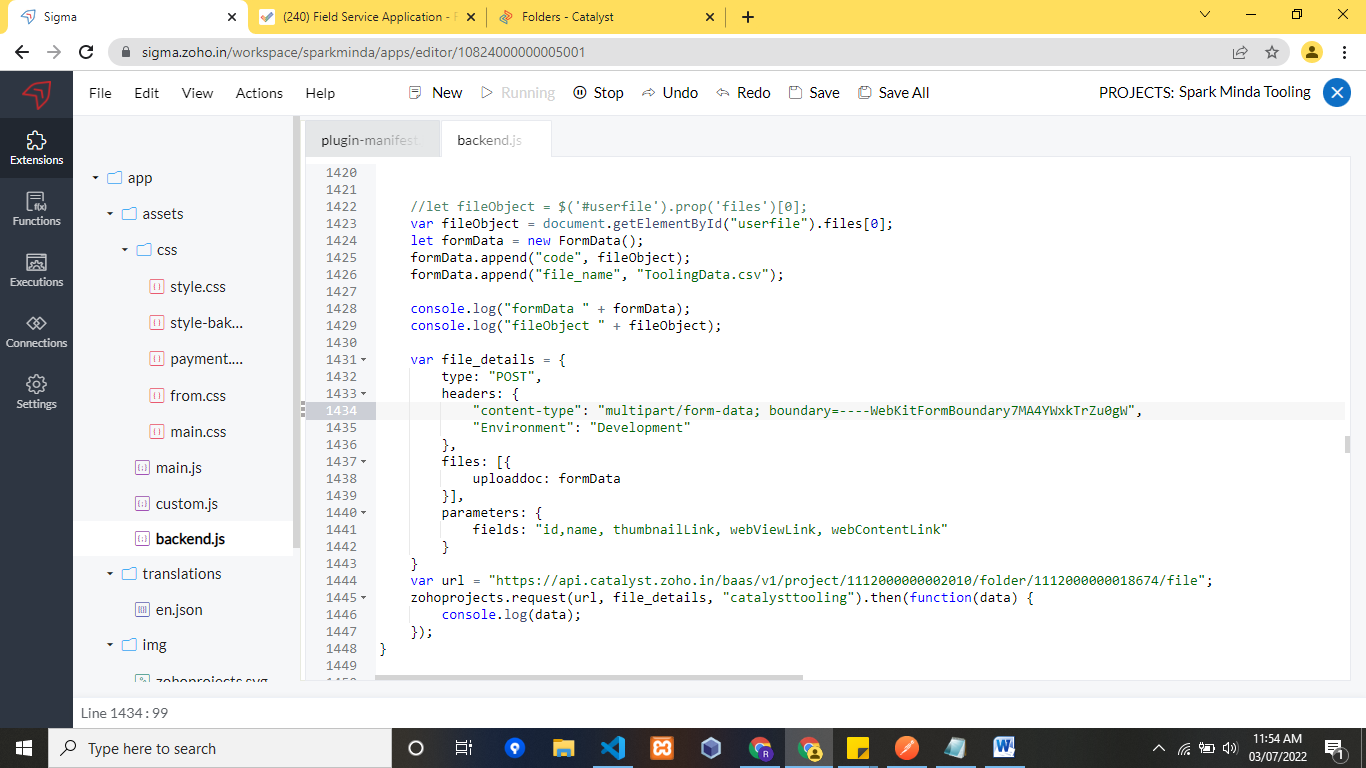 Sigma
(240) Field Service Application - F
Folders - Catalyst
sigma.zoho.in/workspace/sparkminda/apps/editor/10824000000005001
File Edit View Actions Help New Running Stop Undo Redo Save Save All PROJECTS: Spark Minda Tooling
Extensions
Functions
Executions
Connections
Settings
app
assets
css
style.css
style-bak...
payment....
from.css
main.css
main.js
custom.js
backend.js
translations
en.json
img
zohoprojects.svg
plugin-manifest. backend.js
1420
1421
1422 //let fileObject = $('#userfile').prop('files')[0];
1423 var fileObject = document.getElementById("userfile").files[0];
1424 let formData = new FormData();
1425 formData.append("code", fileObject);
1426 formData.append("file_name", "ToolingData.csv");
1427
1428 console.log("formData " + formData);
1429 console.log("fileObject " + fileObject);
1430
1431 var file_details = {
1432 type: "POST",
1433 headers: {
1434 "content-type": "multipart/form-data; boundary=----WebKitFormBoundary7MA4YWxkTrZu0gW",
1435 "Environment": "Development"
1436 },
1437 files: [{
1438 uploaddoc: formData
1439 }],
1440 parameters: {
1441 fields: "id,name, thumbnailLink, webViewLink, webContentLink"
1442 }
1443 }
1444 var url = "https://api.catalyst.zoho.in/baas/v1/project/1112000000002010/folder/1112000000018674/file";
1445 zohoprojects.request(url, file_details, "catalysttooling").then(function(data) {
1446 console.log(data);
1447 });
1448 }
1449
Line 1434 : 99
Type here to search
11:54 AM
03/07/2022
1